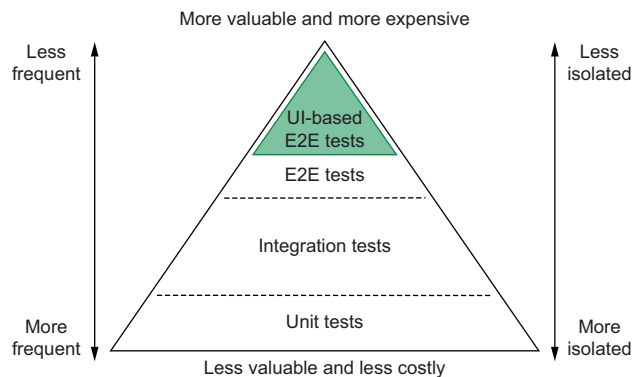 More valuable and more expensive
Less
frequent
Less
isolated
UI-based
E2E tests
E2E tests
Integration tests
Unit tests
More
frequent
More
isolated
Less valuable and less costly